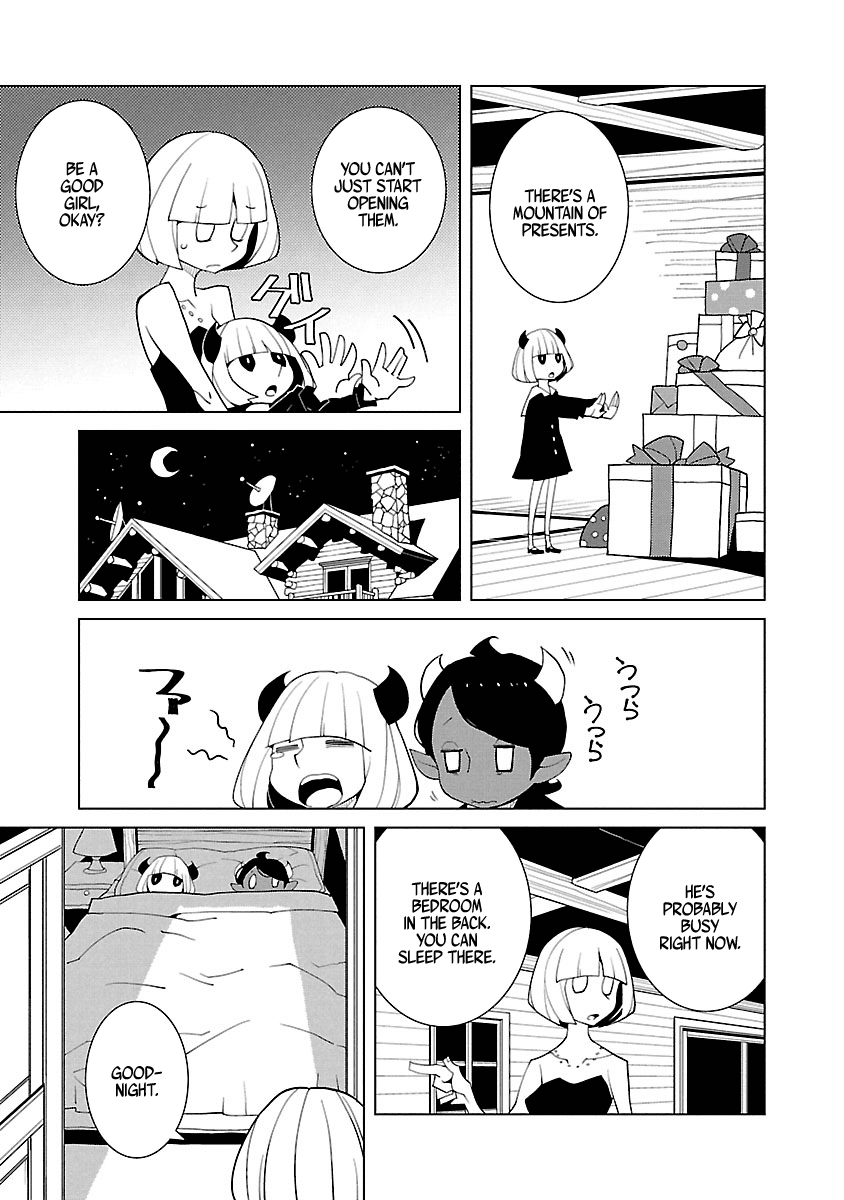 THERE'S A
MOUNTAIN OF
PRESENTS.
YOU CAN'T
JUST START
OPENING
THEM.
BE A
GOOD
GIRL,
OKAY?
グイ
うつら
うつら
ふぁ〜
HE'S
PROBABLY
BUSY
RIGHT NOW.
THERE'S A
BEDROOM
IN THE BACK.
YOU CAN
SLEEP THERE.
GOOD-
NIGHT.